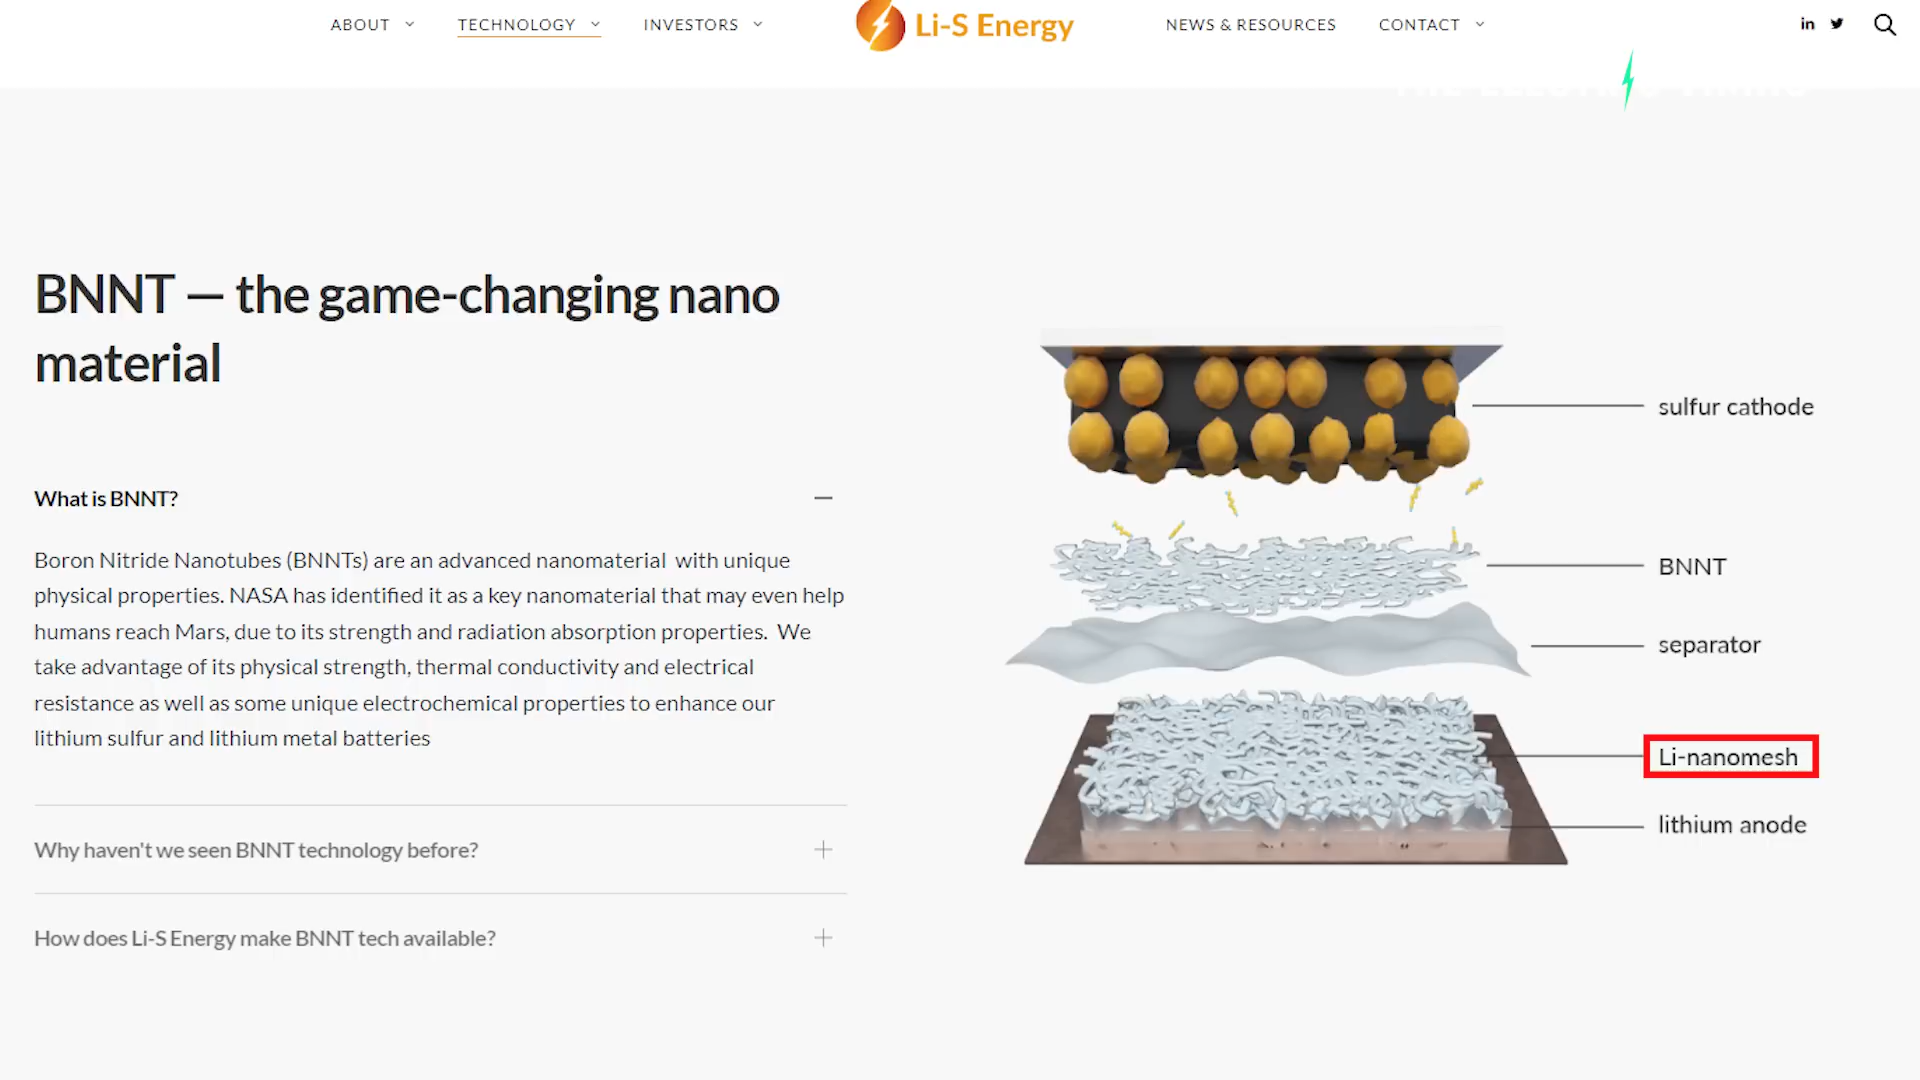 ABOUT TECHNOLOGY INVESTORS Li-S Energy NEWS & RESOURCES CONTACT in
BNNT — the game-changing nano
material
What is BNNT?
Boron Nitride Nanotubes (BNNTs) are an advanced nanomaterial with unique
physical properties. NASA has identified it as a key nanomaterial that may even help
humans reach Mars, due to its strength and radiation absorption properties. We
take advantage of its physical strength, thermal conductivity and electrical
resistance as well as some unique electrochemical properties to enhance our
lithium sulfur and lithium metal batteries
Why haven't we seen BNNT technology before?
How does Li-S Energy make BNNT tech available?
sulfur cathode
BNNT
separator
Li-nanomesh
lithium anode